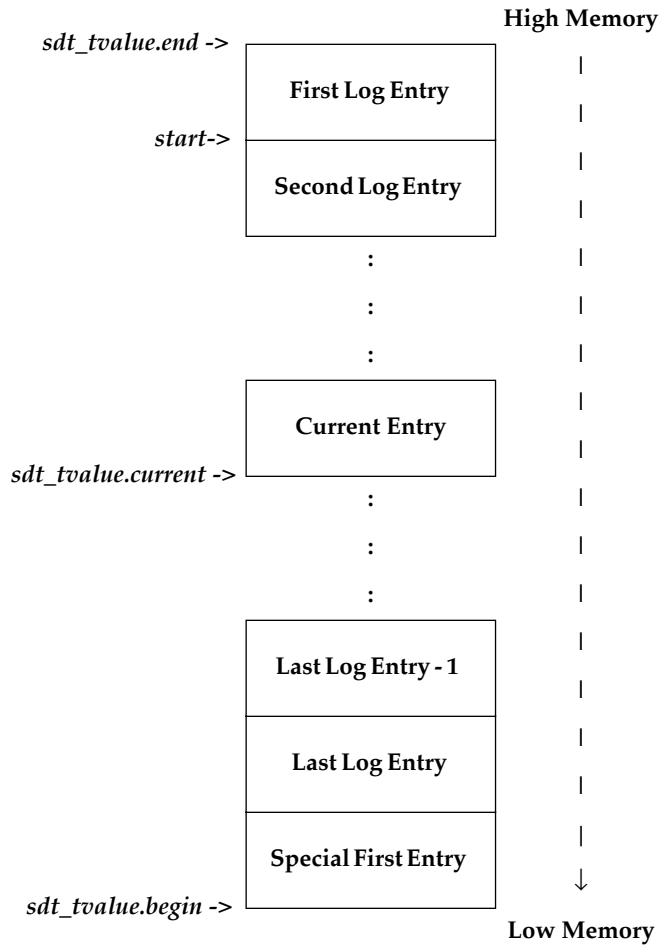 High Memory
sdt_tvalue.end ->
First Log Entry
start->
Second Log Entry
:
:
:
Current Entry
sdt_tvalue.current ->
:
:
:
Last Log Entry - 1
Last Log Entry
Special First Entry
sdt_tvalue.begin ->
Low Memory